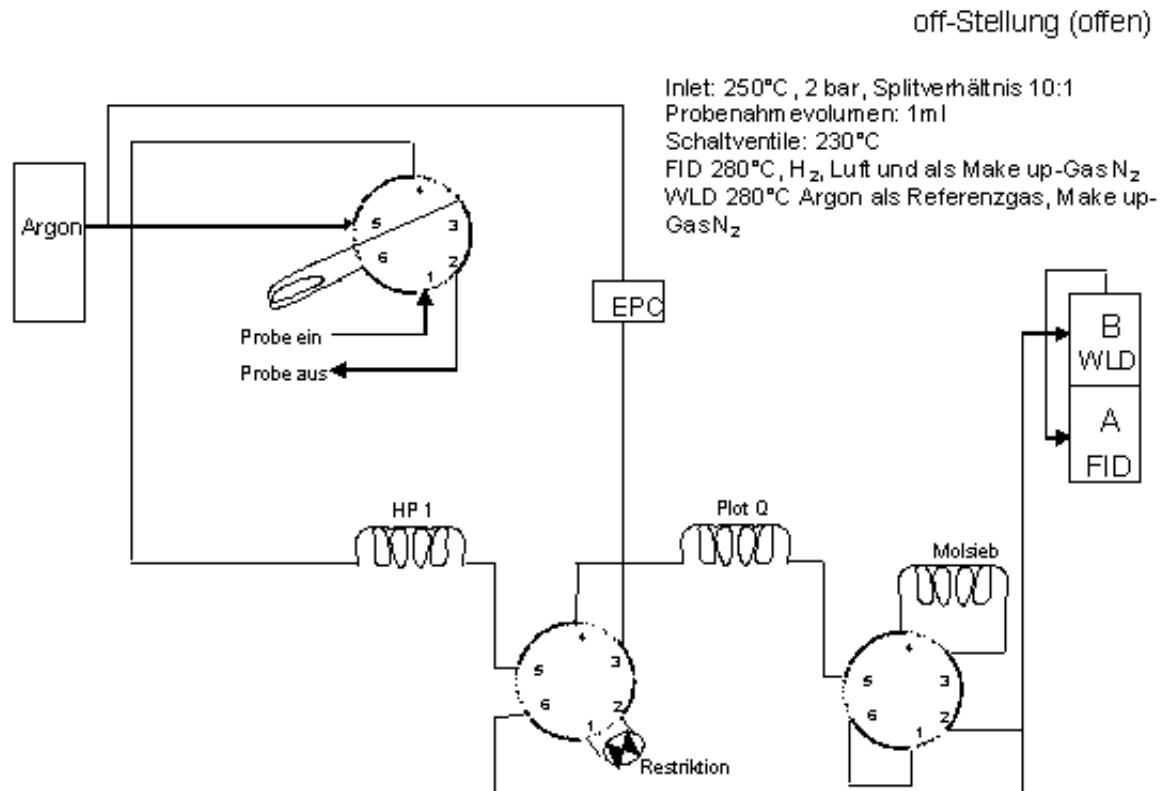 off-Stellung (offen)
Inlet: 250°C, 2 bar, Splitverhältnis 10:1
Probenahmevolumen: 1ml
Schaltventile: 230°C
FID 280°C, H₂, Luft und als Make up-Gas N₂
WLD 280°C Argon als Referenzgas, Make up-
GasN₂
Argon
4
5
3
6
2
1
Probe ein
Probe aus
EPC
B
WLD
A
FID
HP 1
Plot Q
Molsieb
4
5
3
6
2
1
Restriktion
4
5
3
6
2
1